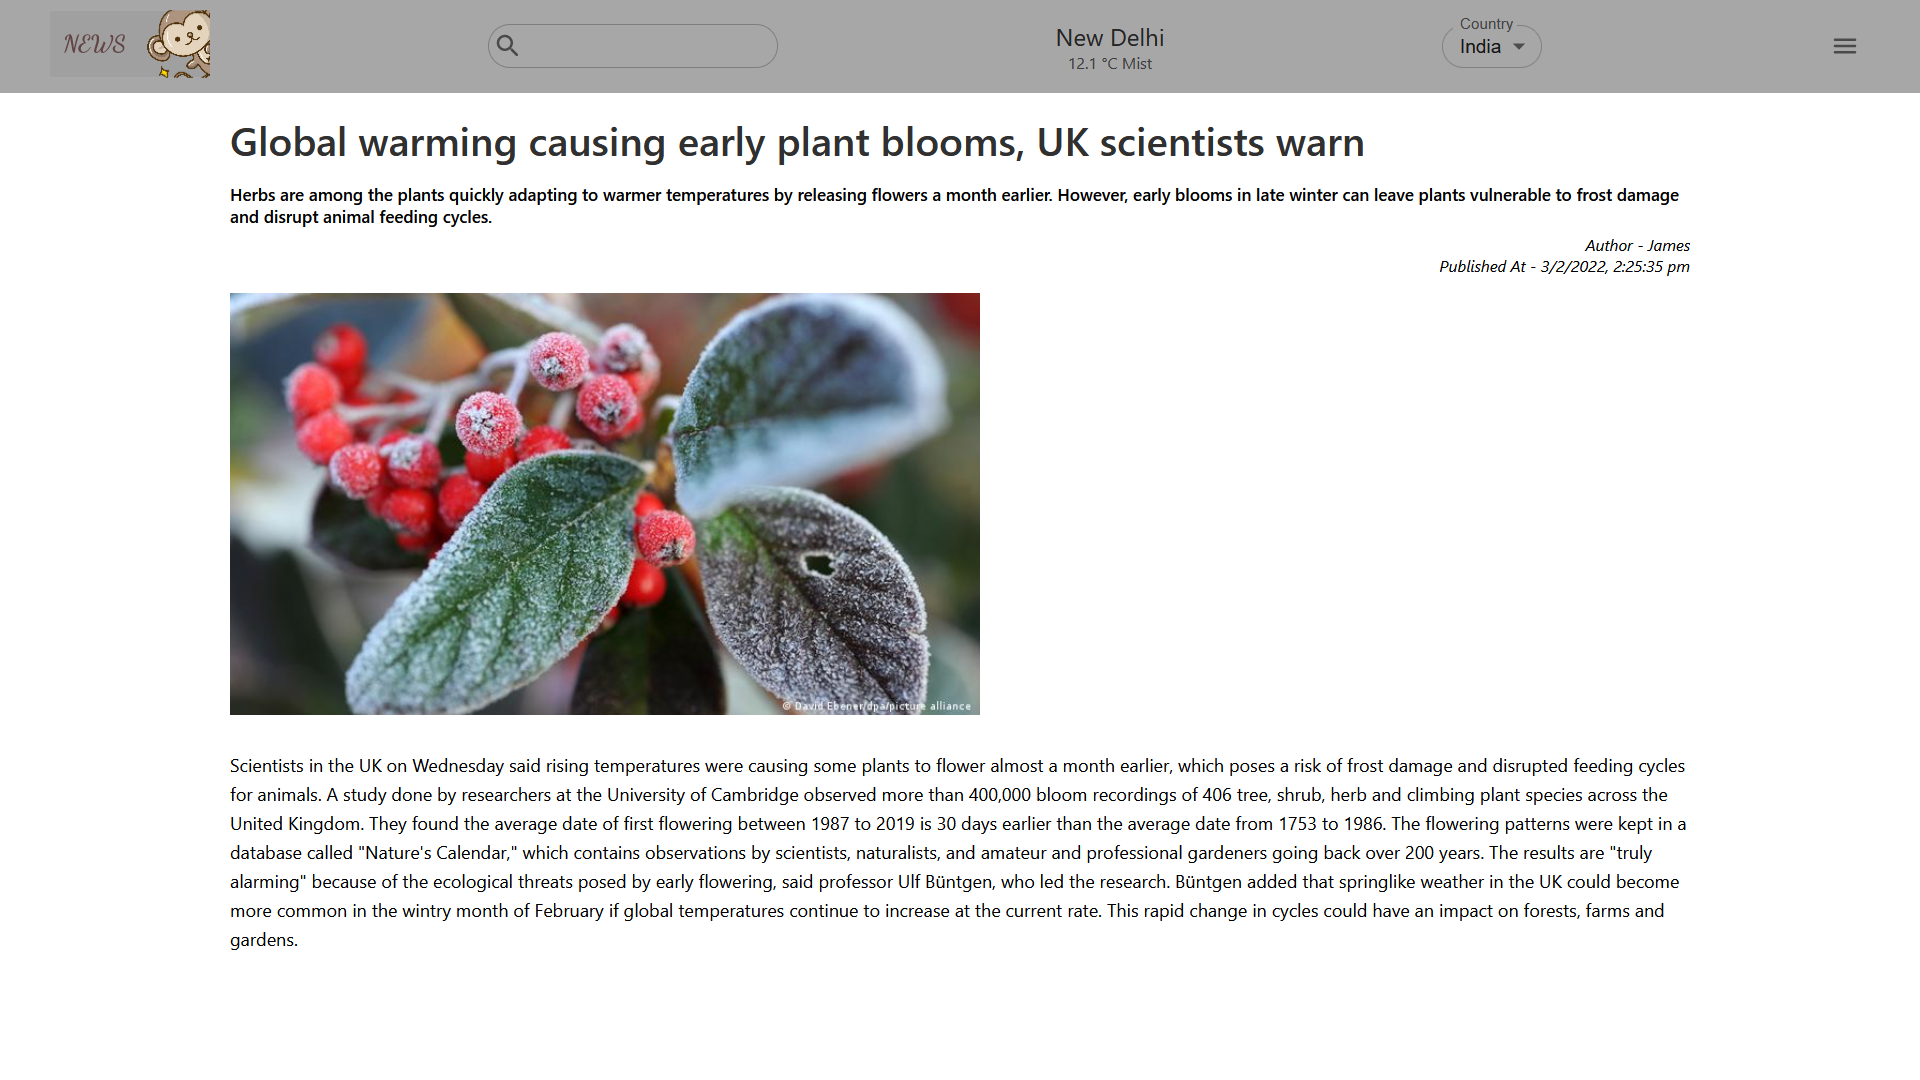 NEWS
New Delhi
12.1 °C Mist
Country
India
Global warming causing early plant blooms, UK scientists warn
Herbs are among the plants quickly adapting to warmer temperatures by releasing flowers a month earlier. However, early blooms in late winter can leave plants vulnerable to frost damage
and disrupt animal feeding cycles.
Author - James
Published At - 3/2/2022, 2:25:35 pm
© David Ebener/dpa/picture alliance
Scientists in the UK on Wednesday said rising temperatures were causing some plants to flower almost a month earlier, which poses a risk of frost damage and disrupted feeding cycles
for animals. A study done by researchers at the University of Cambridge observed more than 400,000 bloom recordings of 406 tree, shrub, herb and climbing plant species across the
United Kingdom. They found the average date of first flowering between 1987 to 2019 is 30 days earlier than the average date from 1753 to 1986. The flowering patterns were kept in a
database called "Nature's Calendar," which contains observations by scientists, naturalists, and amateur and professional gardeners going back over 200 years. The results are "truly
alarming" because of the ecological threats posed by early flowering, said professor Ulf Büntgen, who led the research. Büntgen added that springlike weather in the UK could become
more common in the wintry month of February if global temperatures continue to increase at the current rate. This rapid change in cycles could have an impact on forests, farms and
gardens.